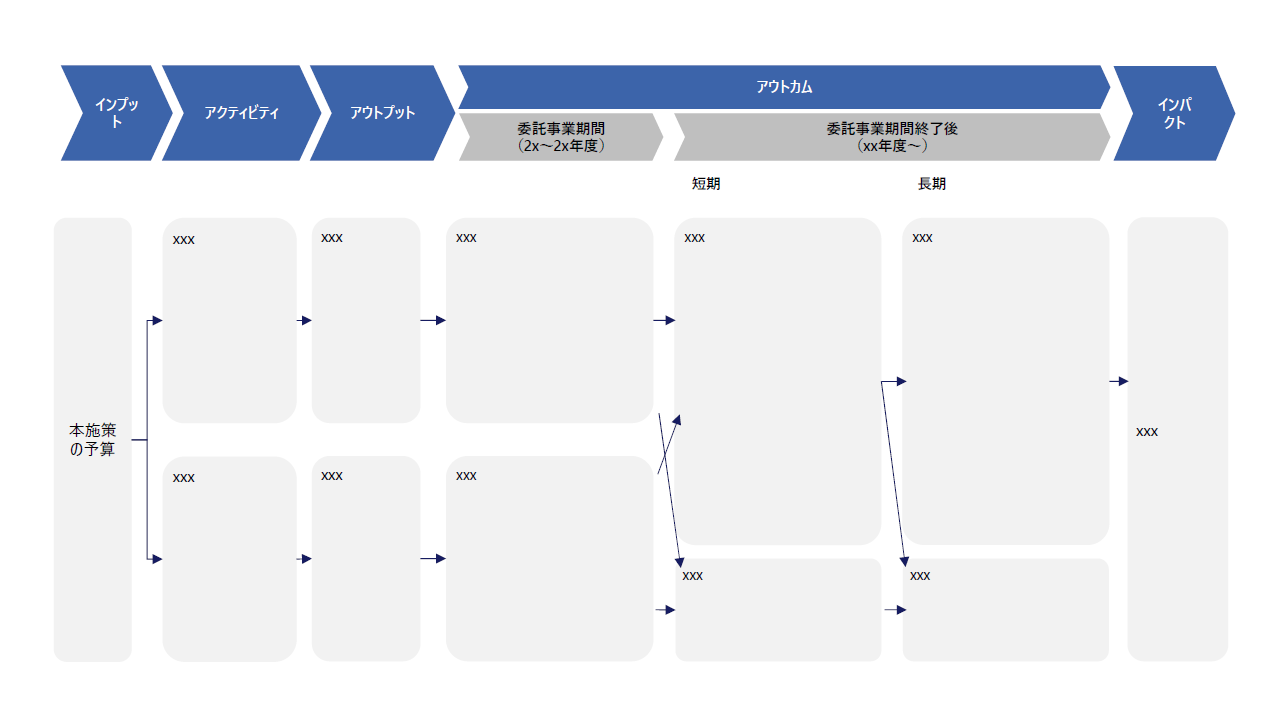 インプッ
ト
アクティビティ
アウトプット
アウトカム
委託事業期間
（2x～2x年度）
委託事業期間終了後
（xx年度～）
インパ
クト
短期
長期
xxx
xxx
xxx
xxx
xxx
本施策
の予算
xxx
xxx
xxx
xxx
xxx
xxx